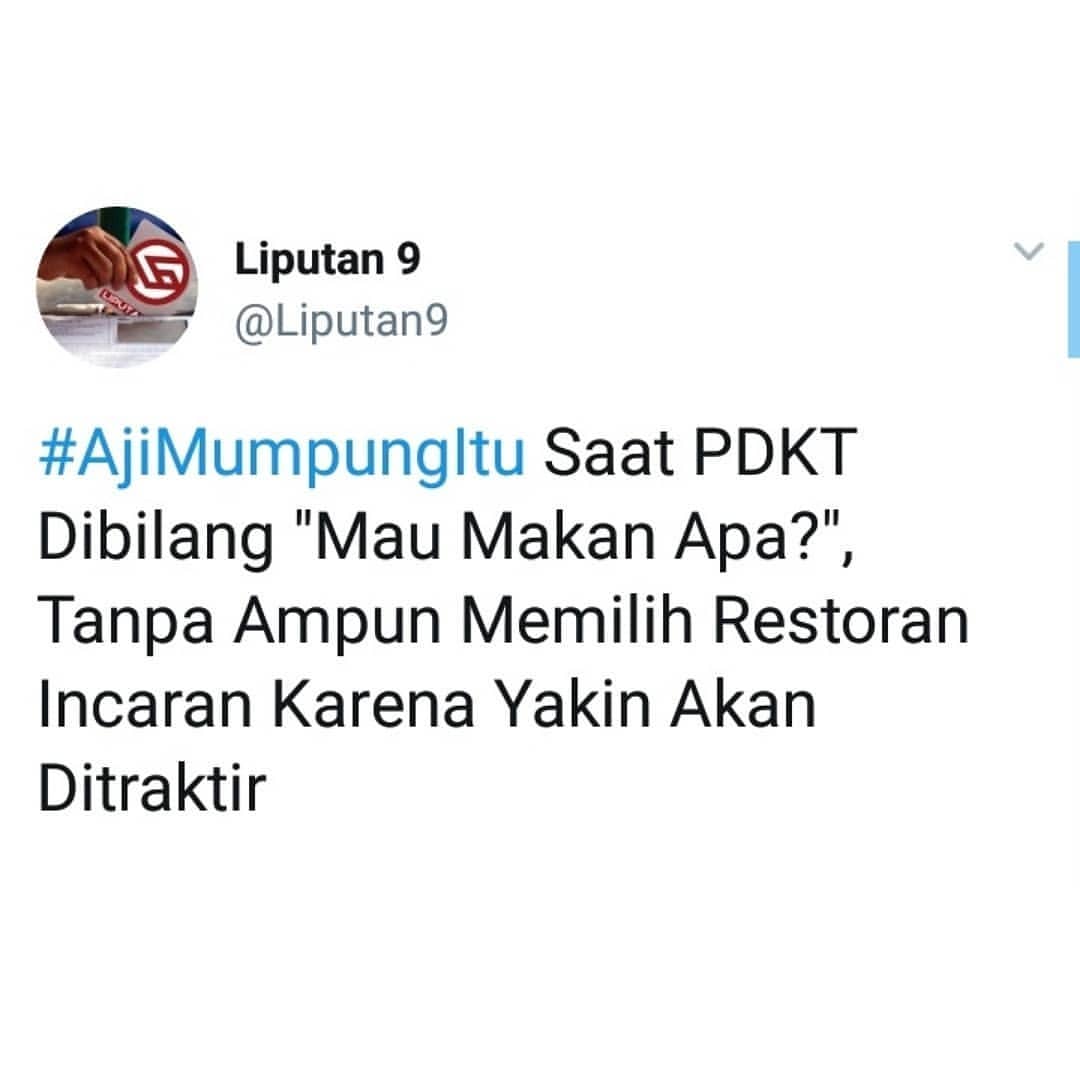 Liputan 9
@Liputan9
#AjiMumpungItu Saat PDKT
Dibilang "Mau Makan Apa?",
Tanpa Ampun Memilih Restoran
Incaran Karena Yakin Akan
Ditraktir